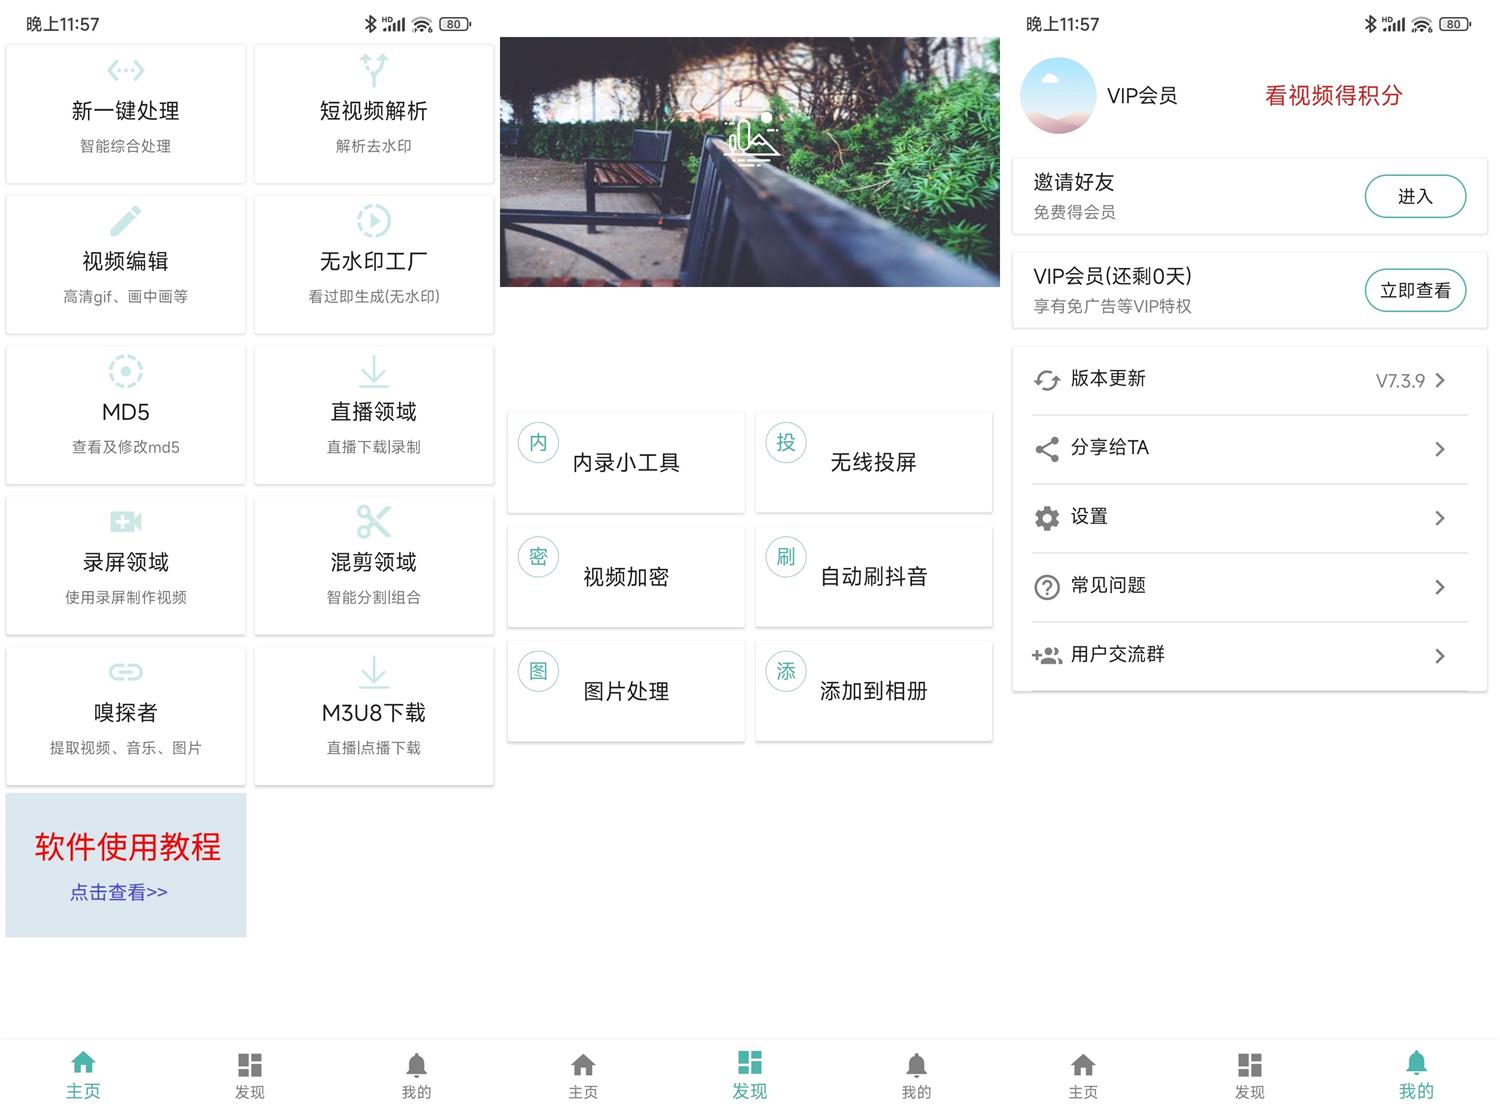 晚上11:57
HD
6
80
新一键处理
智能综合处理
短视频解析
解析去水印
视频编辑
高清gif、画中画等
无水印工厂
看过即生成(无水印)
MD5
查看及修改md5
直播领域
直播下载|录制
录屏领域
使用录屏制作视频
混剪领域
智能分割|组合
嗅探者
提取视频、音乐、图片
M3U8下载
直播|点播下载
软件使用教程
点击查看>>
主页
发现
我的
内
内录小工具
投
无线投屏
密
视频加密
刷
自动刷抖音
图
图片处理
添
添加到相册
主页
发现
我的
晚上11:57
HD
6
80
VIP会员
看视频得积分
邀请好友
免费得会员
进入
VIP会员(还剩0天)
享有免广告等VIP特权
立即查看
版本更新
V7.3.9
分享给TA
设置
常见问题
用户交流群
主页
发现
我的